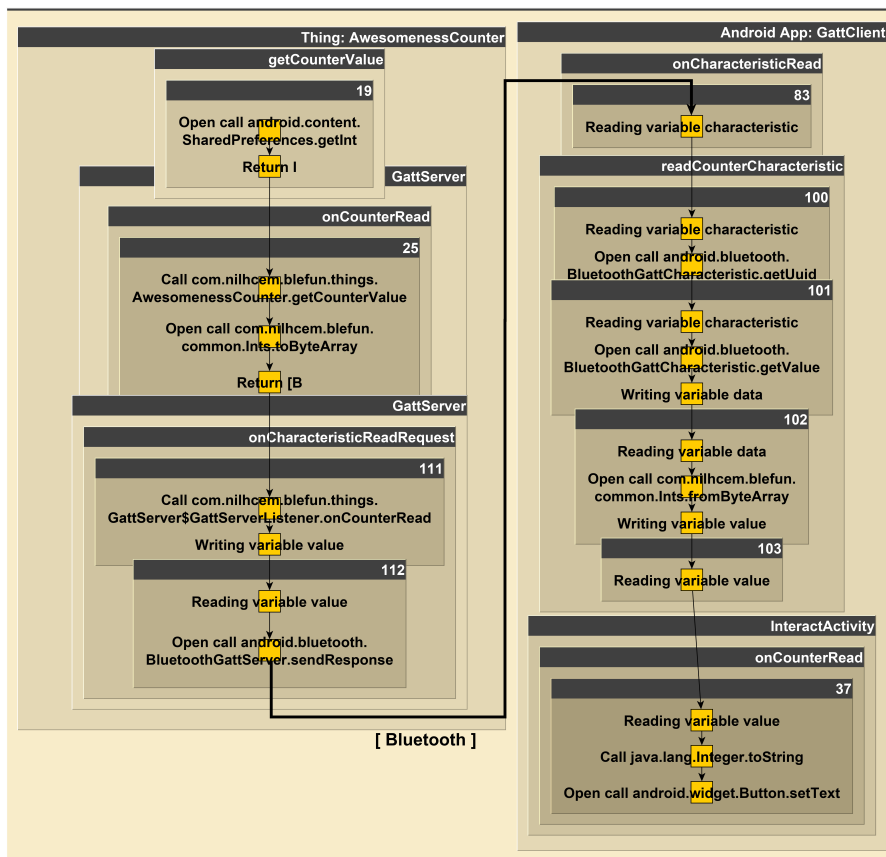 Thing: AwesomenessCounter
getCounterValue
19
Open call android.content.
SharedPreferences.getInt
Return I
GattServer
onCounterRead
25
Call com.nilhcem.blefun.things.
AwesomenessCounter.getCounterValue
Open call com.nilhcem.blefun.
common.Ints.toByteArray
Return [B
GattServer
onCharacteristicReadRequest
111
Call com.nilhcem.blefun.things.
GattServer$GattServerListener.onCounterRead
Writing variable value
112
Reading variable value
Open call android.bluetooth.
BluetoothGattServer.sendResponse
[ Bluetooth ]
Android App: GattClient
onCharacteristicRead
83
Reading variable characteristic
readCounterCharacteristic
100
Reading variable characteristic
Open call android.bluetooth.
BluetoothGattCharacteristic.getUuid
101
Reading variable characteristic
Open call android.bluetooth.
BluetoothGattCharacteristic.getValue
Writing variable data
102
Reading variable data
Open call com.nilhcem.blefun.
common.Ints.fromByteArray
Writing variable value
103
Reading variable value
InteractActivity
onCounterRead
37
Reading variable value
Call java.lang.Integer.toString
Open call android.widget.Button.setText